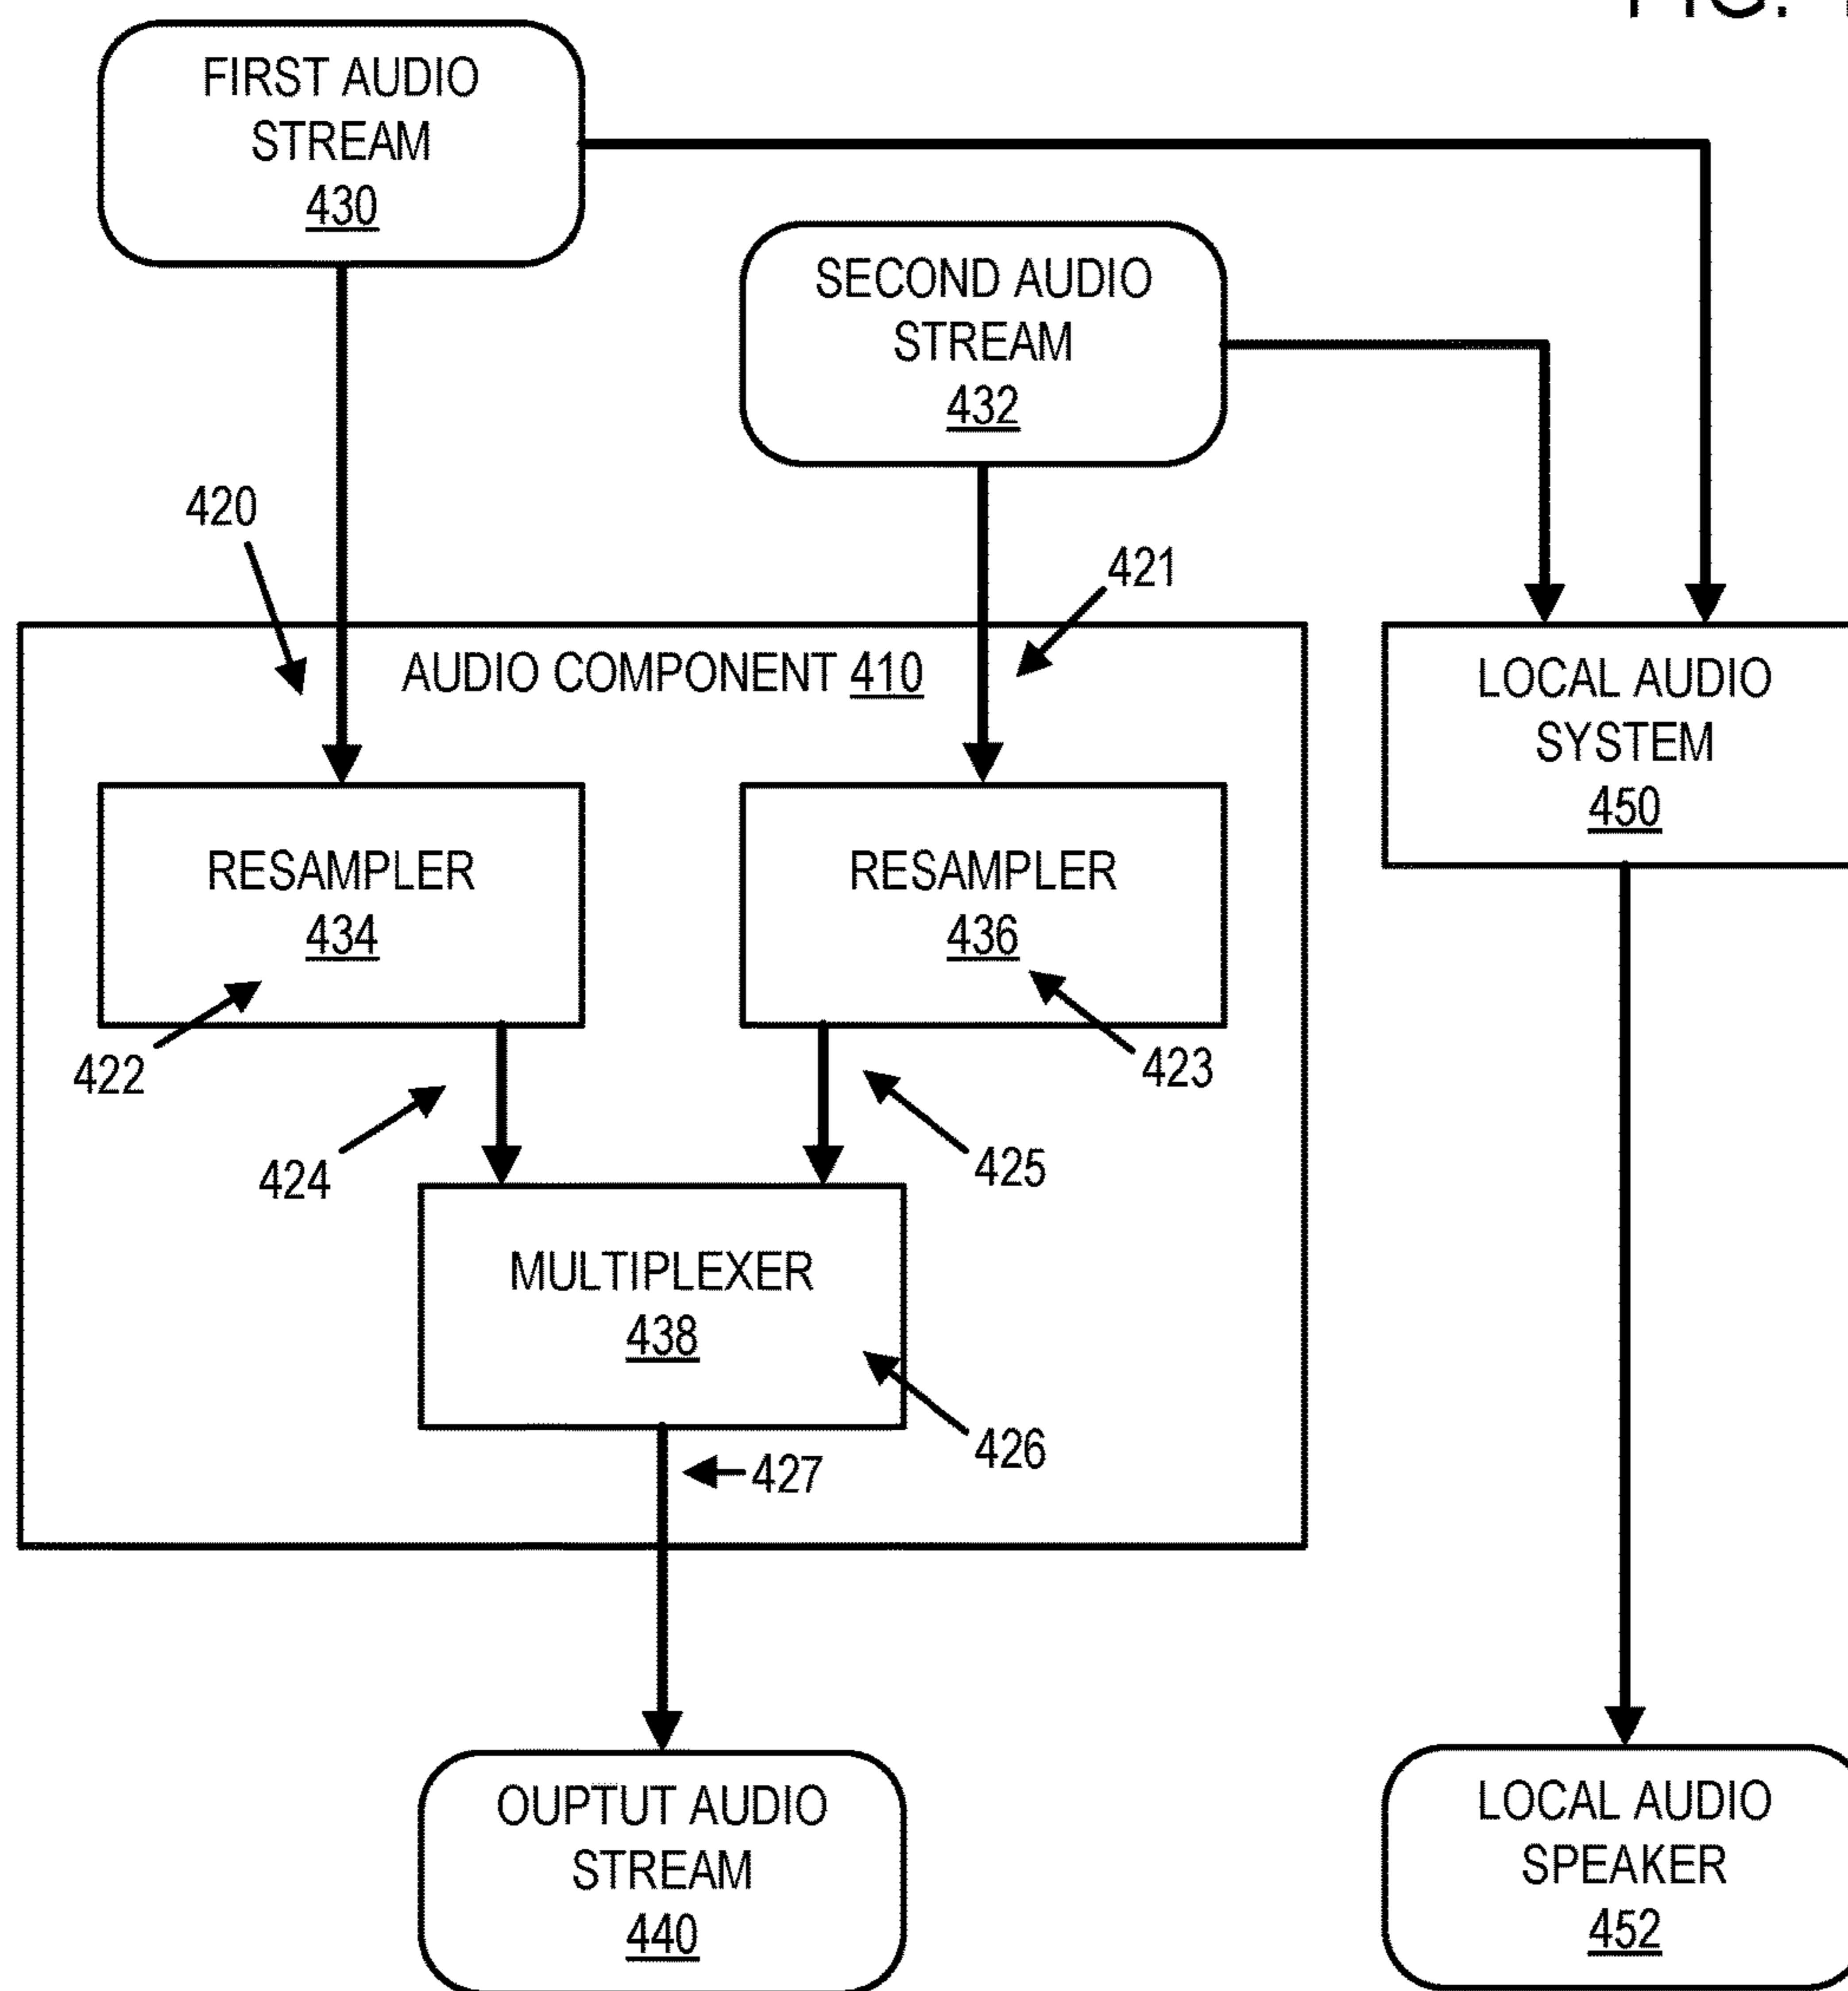 FIG.
FIRST AUDIO
STREAM
430
SECOND AUDIO
STREAM
432
420
421
AUDIO COMPONENT 410
LOCAL AUDIO
SYSTEM
450
RESAMPLER
434
RESAMPLER
436
422
423
424
425
MULTIPLEXER
438
426
427
OUPTUT AUDIO
STREAM
440
LOCAL AUDIO
SPEAKER
452